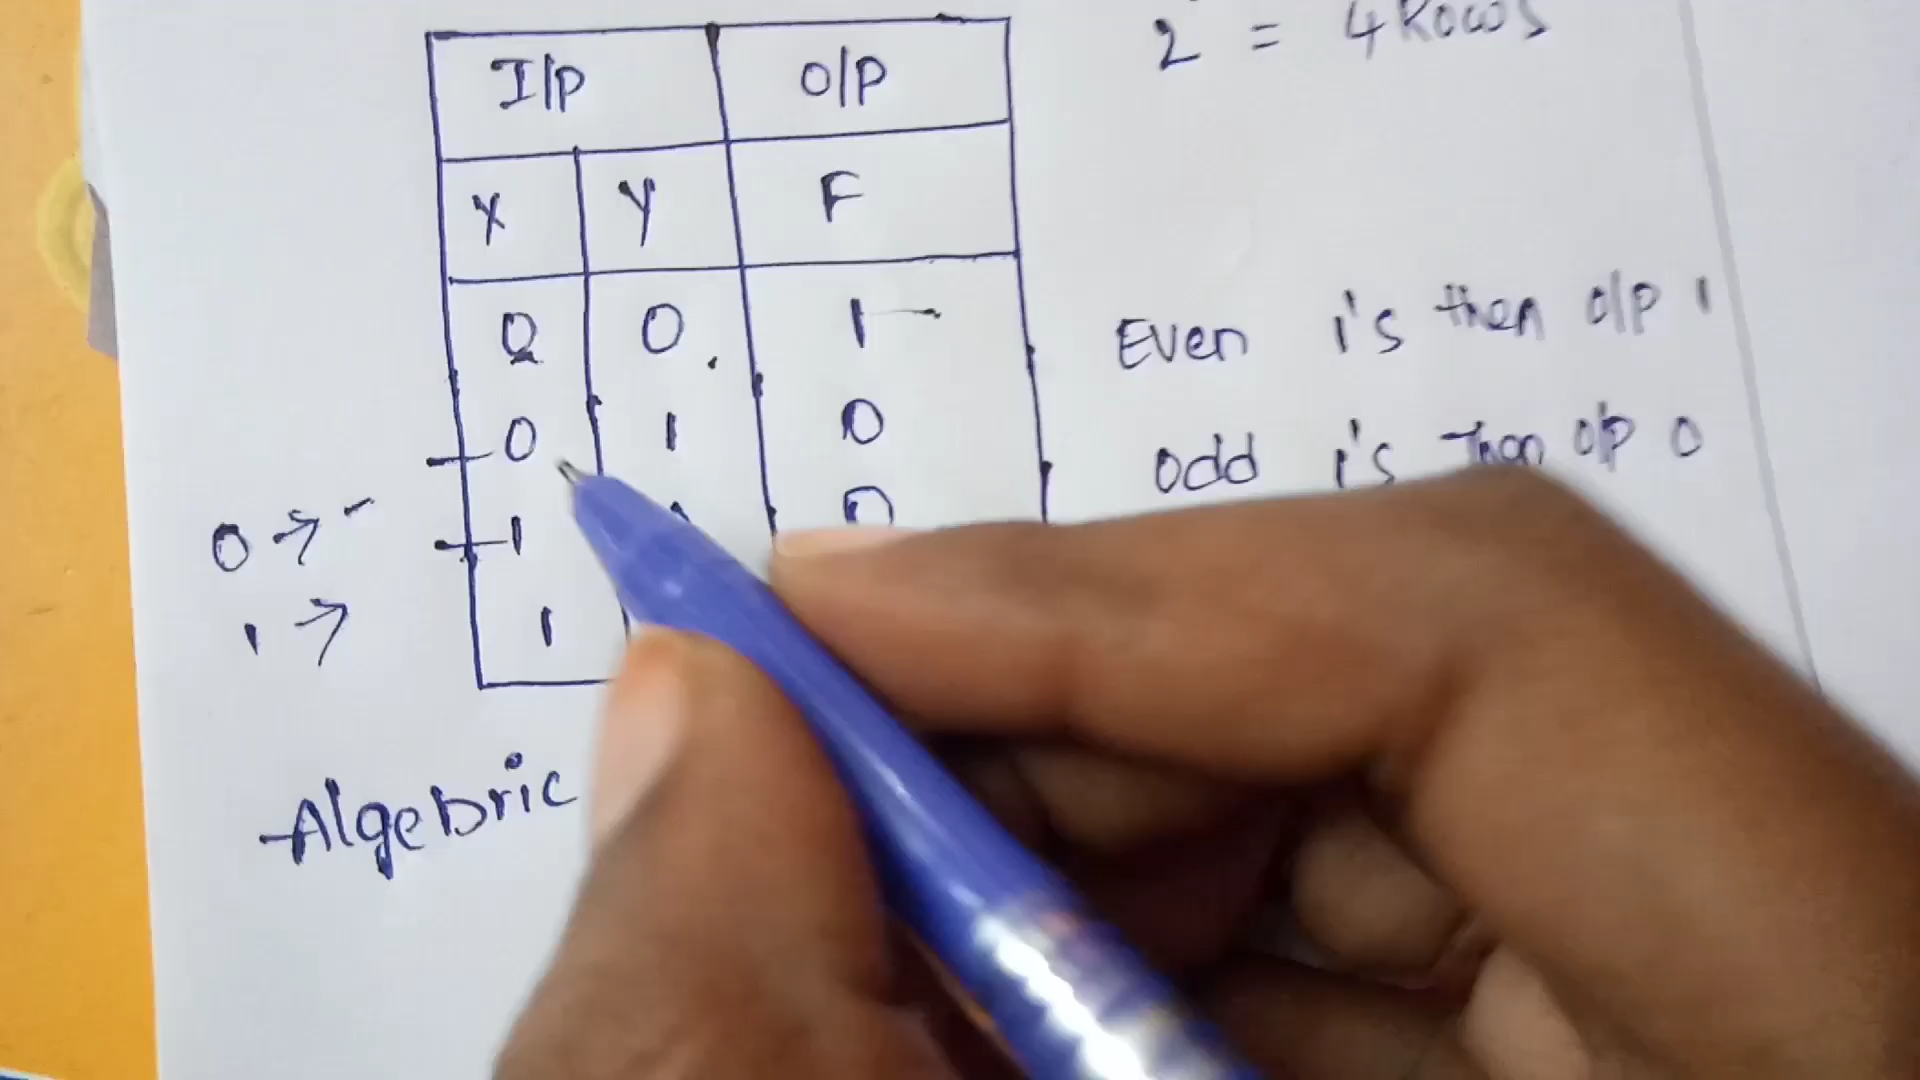 2 = 4 Rows
I/P O/P
X Y F
0 0 1
0 1 0
1 0
1
Even 1's then O/P 1
Odd 1's Then O/P 0
0 → -
1 →
Algebric